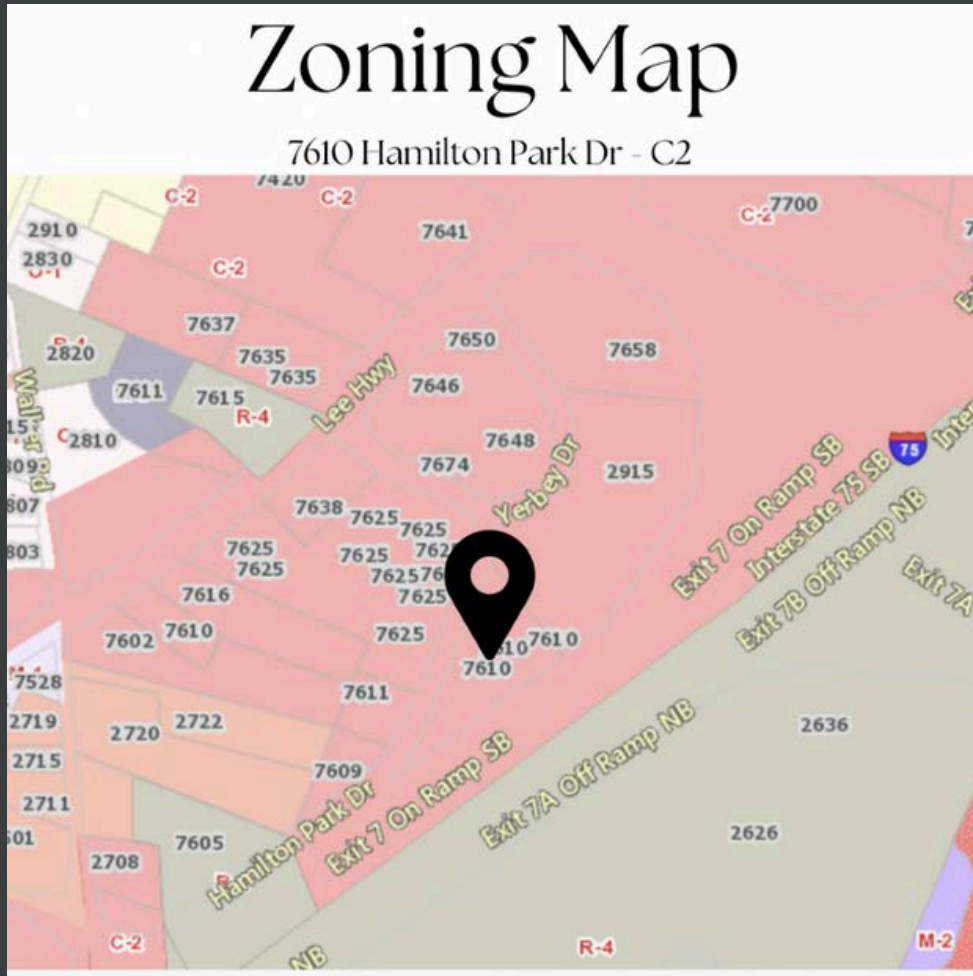 Zoning Map
7610 Hamilton Park Dr - C2
7420
C-2
C-2
C-2
7700
2910
7641
2830
C-2
7637
7650
2820
7635
7658
7635
7646
7611
7615
R-4
Lee Hwy
2810
7648
Walker Rd
7674
2915
Yerbey Dr
75
Exit 7 On Ramp SB
Interstate 75 SB
Exit 7B Off Ramp NB
Exit 7A
7638
7625
7625
7625
7625
7625
7625
7625
7616
7625
7602
7610
7610
7610
7528
7611
2719
2722
2720
2636
2715
7609
2711
Hamilton Park Dr
Exit 7 On Ramp SB
Exit 7A Off Ramp NB
2626
7605
2708
C-2
NB
R-4
M-2